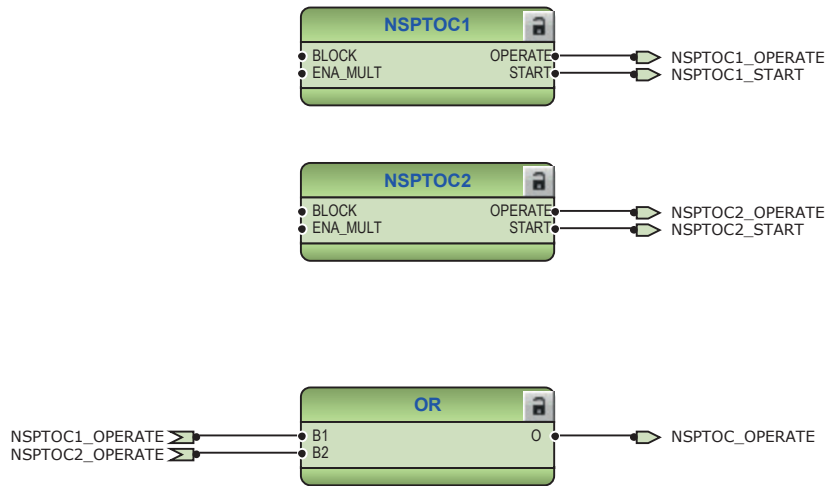 NSPTOC1
BLOCK OPERATE NSPTOC1_OPERATE
ENA_MULT START NSPTOC1_START
NSPTOC2
BLOCK OPERATE NSPTOC2_OPERATE
ENA_MULT START NSPTOC2_START
OR
NSPTOC1_OPERATE B1 O NSPTOC_OPERATE
NSPTOC2_OPERATE B2